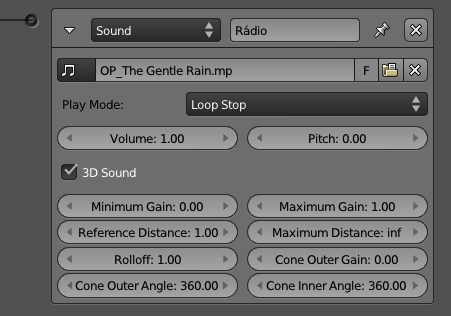 Sound Rádio
OP_The Gentle Rain.mp F
Play Mode: Loop Stop
Volume: 1.00 Pitch: 0.00
3D Sound
Minimum Gain: 0.00 Maximum Gain: 1.00
Reference Distance: 1.00 Maximum Distance: inf
Rolloff: 1.00 Cone Outer Gain: 0.00
Cone Outer Angle: 360.00 Cone Inner Angle: 360.00